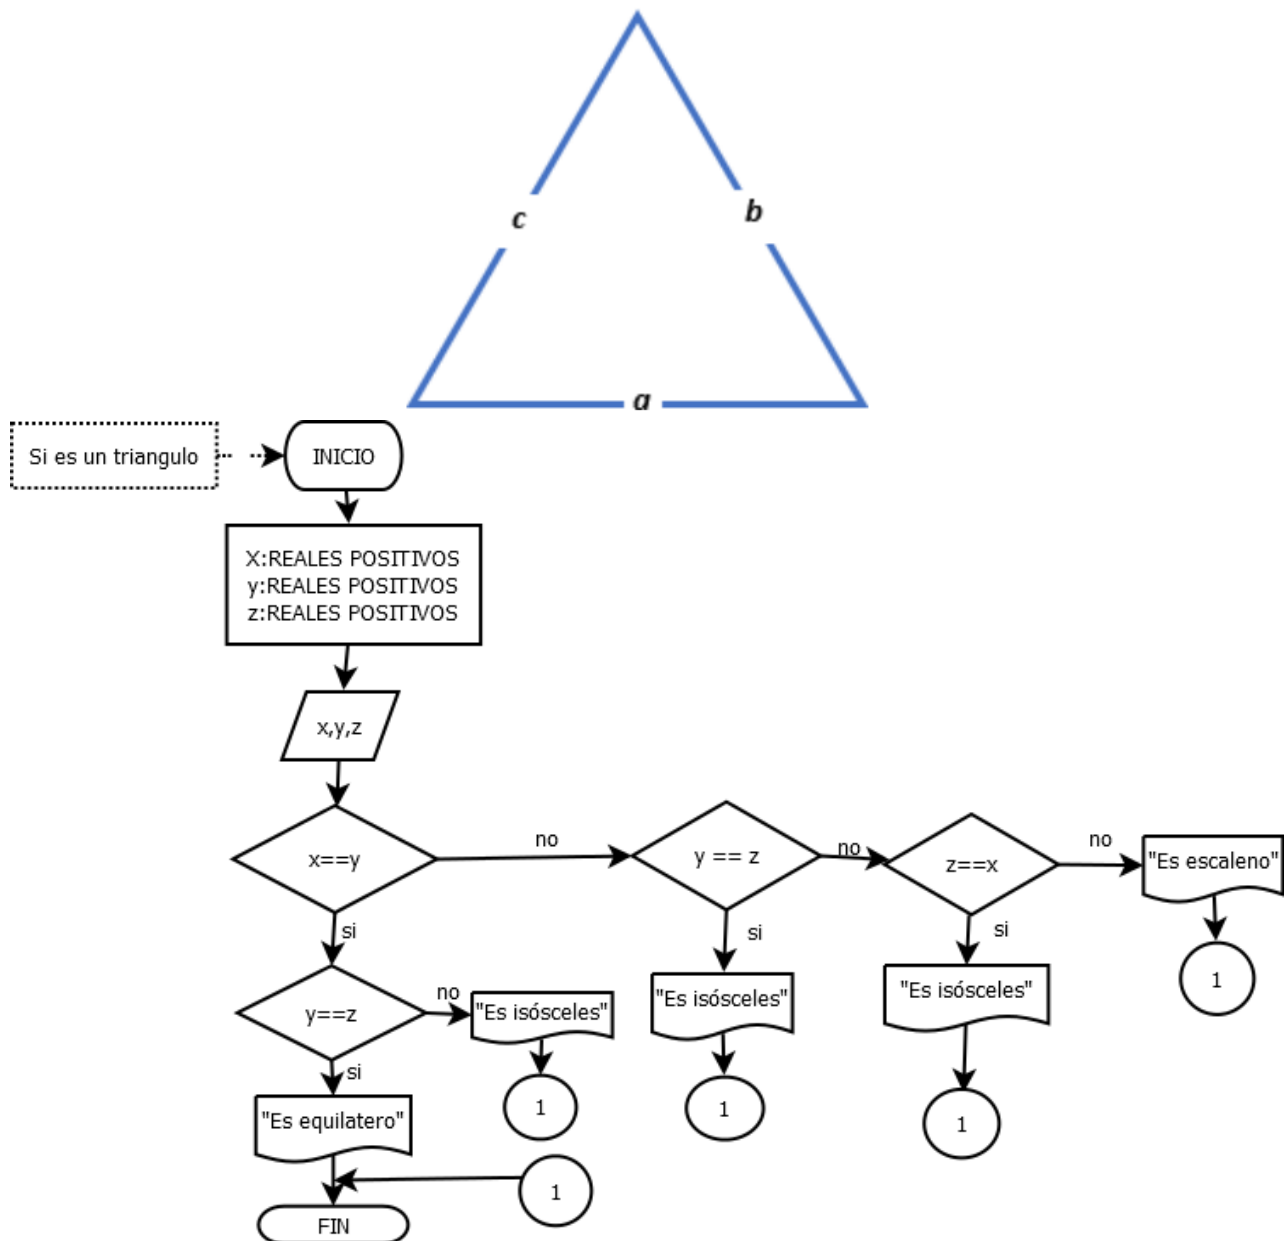 c
b
a
Si es un triangulo
INICIO
X:REALES POSITIVOS
y:REALES POSITIVOS
z:REALES POSITIVOS
x,y,z
x==y
no
y == z
no
z==x
no
"Es escaleno"
si
si
si
1
y==z
no
"Es isósceles"
"Es isósceles"
"Es isósceles"
si
1
1
1
"Es equilatero"
1
FIN